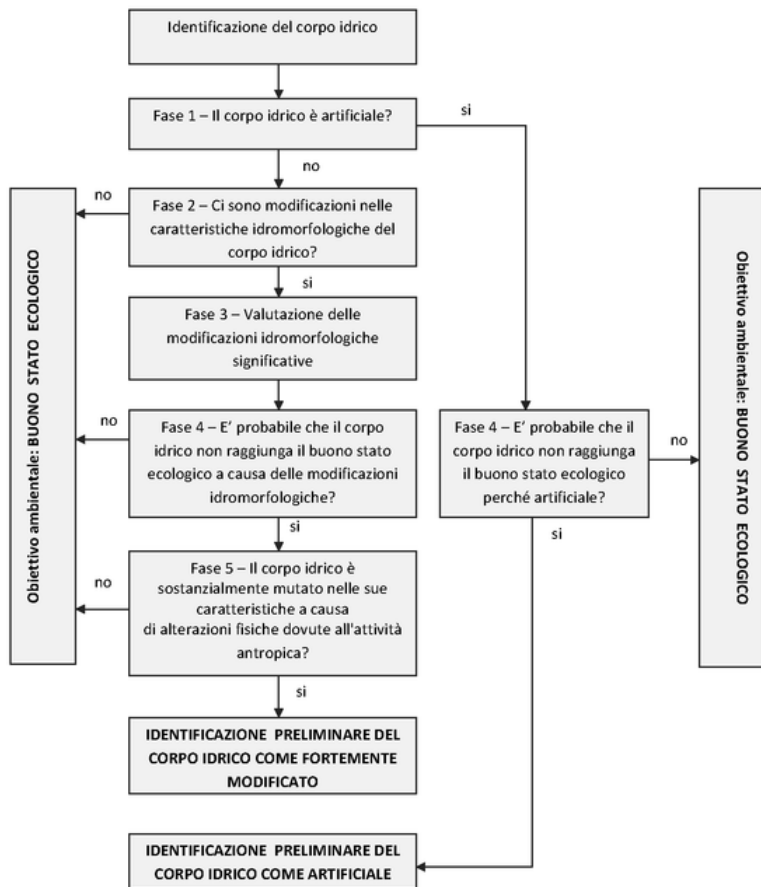 Identificazione del corpo idrico
Fase 1 – Il corpo idrico è artificiale?
si
no
no
Fase 2 – Ci sono modificazioni nelle
caratteristiche idromorfologiche del
corpo idrico?
si
Fase 3 – Valutazione delle
modificazioni idromorfologiche
significative
no
Fase 4 – E’ probabile che il corpo
idrico non raggiunga il buono stato
ecologico a causa delle modificazioni
idromorfologiche?
Fase 4 – E’ probabile che il
corpo idrico non raggiunga
il buono stato ecologico
perché artificiale?
no
si
si
no
Fase 5 – Il corpo idrico è
sostanzialmente mutato nelle sue
caratteristiche a causa
di alterazioni fisiche dovute all'attività
antropica?
si
IDENTIFICAZIONE PRELIMINARE DEL
CORPO IDRICO COME FORTEMENTE
MODIFICATO
IDENTIFICAZIONE PRELIMINARE DEL
CORPO IDRICO COME ARTIFICIALE
Obiettivo ambientale: BUONO STATO ECOLOGICO
Obiettivo ambientale: BUONO STATO ECOLOGICO